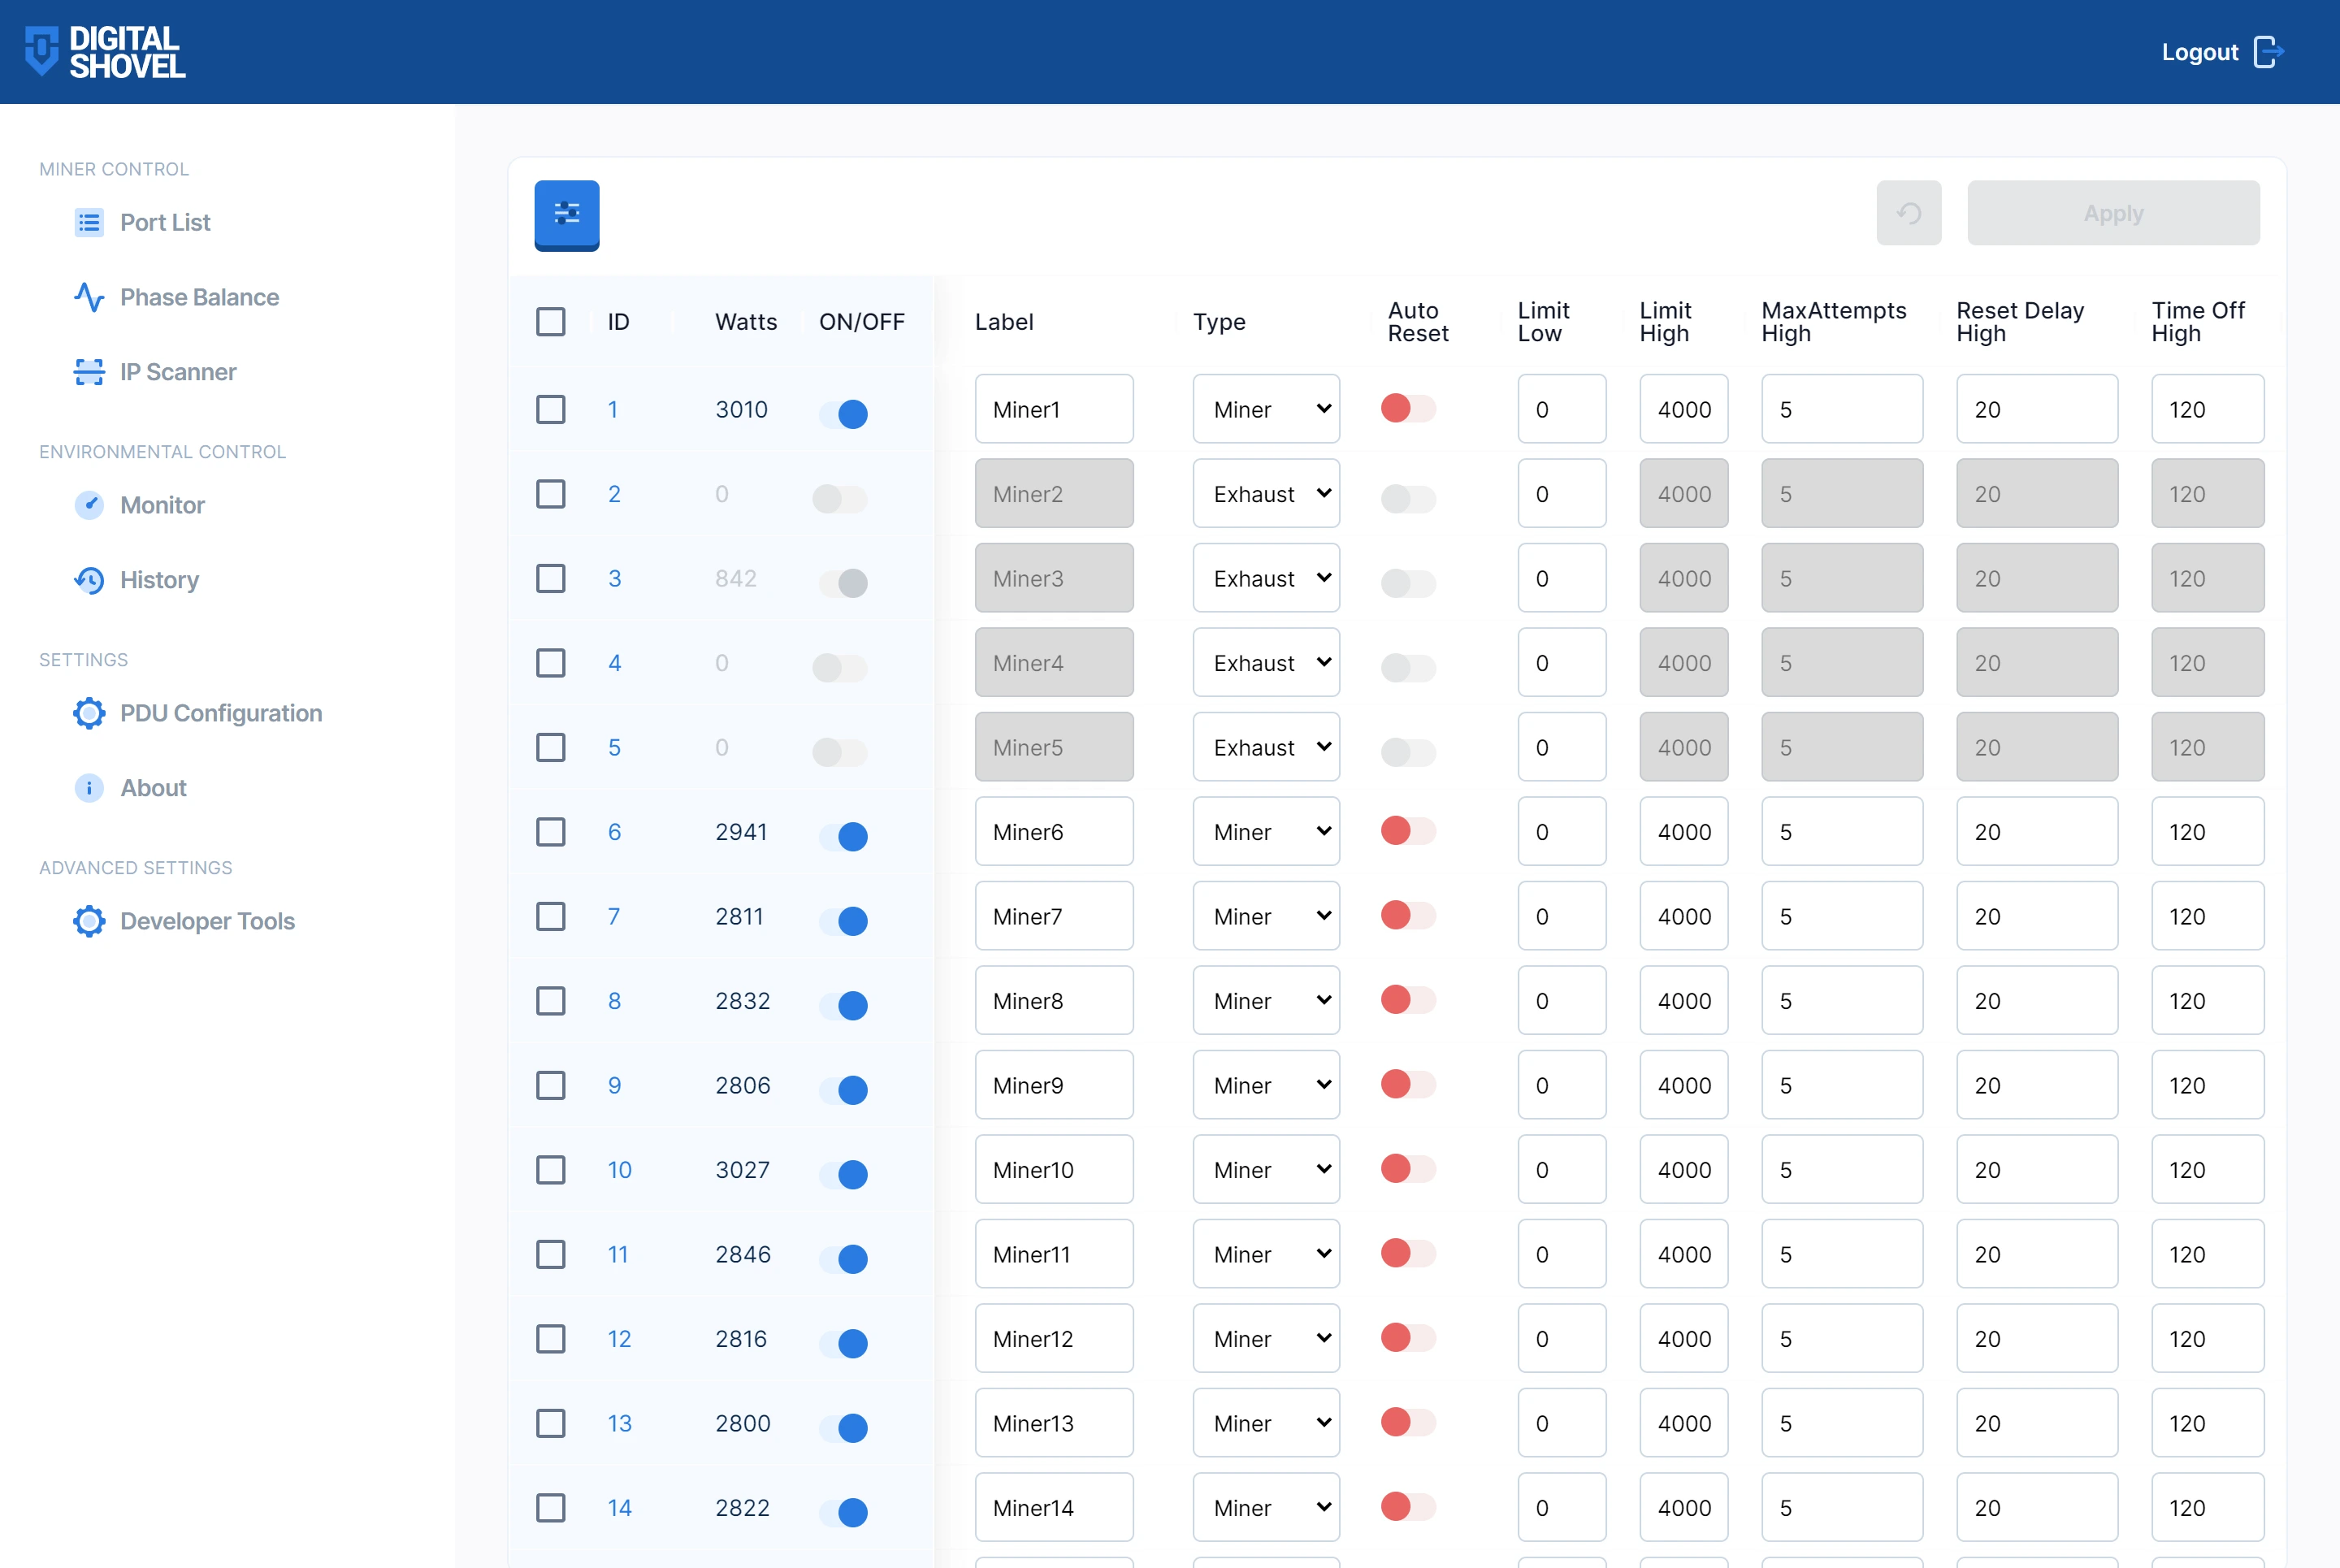 DIGITAL
SHOVEL
Logout
MINER CONTROL
Port List
Phase Balance
IP Scanner
ENVIRONMENTAL CONTROL
Monitor
History
SETTINGS
PDU Configuration
About
ADVANCED SETTINGS
Developer Tools
Apply
ID Watts ON/OFF Label Type Auto Reset Limit Low Limit High MaxAttempts High Reset Delay High Time Off High
1 3010 Miner1 Miner 0 4000 5 20 120
2 0 Miner2 Exhaust 0 4000 5 20 120
3 842 Miner3 Exhaust 0 4000 5 20 120
4 0 Miner4 Exhaust 0 4000 5 20 120
5 0 Miner5 Exhaust 0 4000 5 20 120
6 2941 Miner6 Miner 0 4000 5 20 120
7 2811 Miner7 Miner 0 4000 5 20 120
8 2832 Miner8 Miner 0 4000 5 20 120
9 2806 Miner9 Miner 0 4000 5 20 120
10 3027 Miner10 Miner 0 4000 5 20 120
11 2846 Miner11 Miner 0 4000 5 20 120
12 2816 Miner12 Miner 0 4000 5 20 120
13 2800 Miner13 Miner 0 4000 5 20 120
14 2822 Miner14 Miner 0 4000 5 20 120